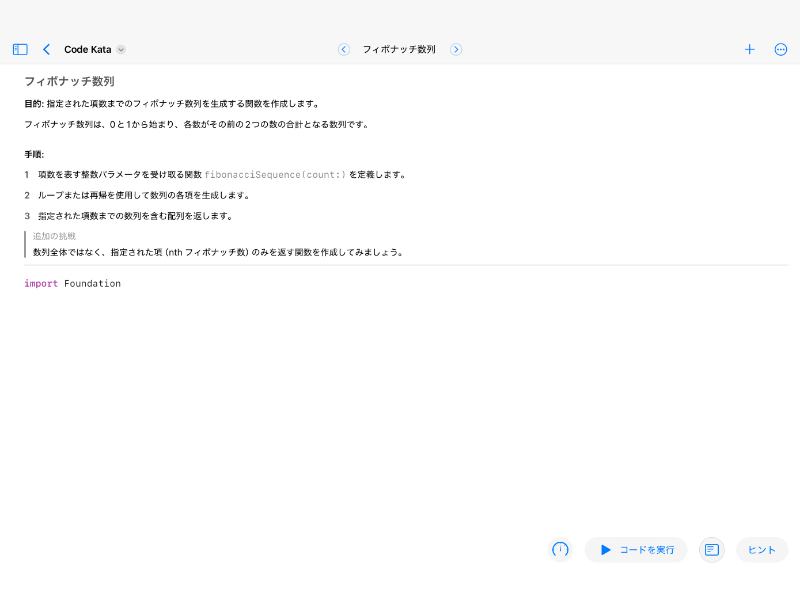 Code Kata
フィボナッチ数列
フィボナッチ数列
目的: 指定された項数までのフィボナッチ数列を生成する関数を作成します。
フィボナッチ数列は、0と1から始まり、各数がその前の2つの数の合計となる数列です。
手順:
1 項数を表す整数パラメータを受け取る関数 fibonacciSequence(count:) を定義します。
2 ループまたは再帰を使用して数列の各項を生成します。
3 指定された項数までの数列を含む配列を返します。
追加の挑戦
数列全体ではなく、指定された項（nth フィボナッチ数）のみを返す関数を作成してみましょう。
import Foundation
コードを実行
ヒント